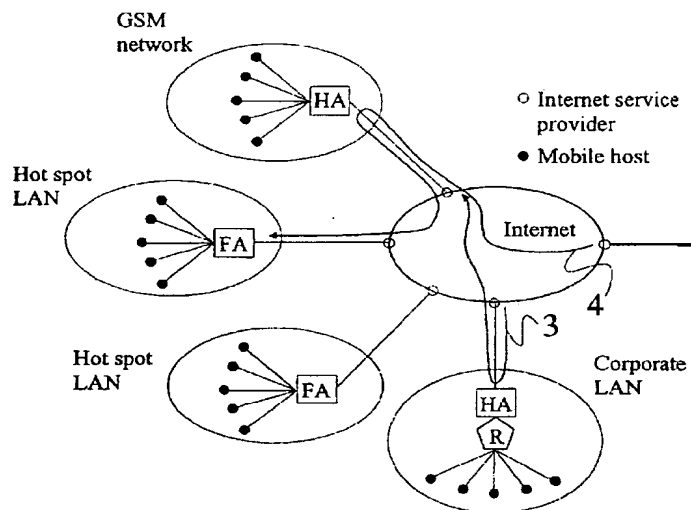 GSM
network
HA
Internet service
provider
Mobile host
Hot spot
LAN
FA
Internet
4
3
Hot spot
LAN
FA
Corporate
LAN
HA
R